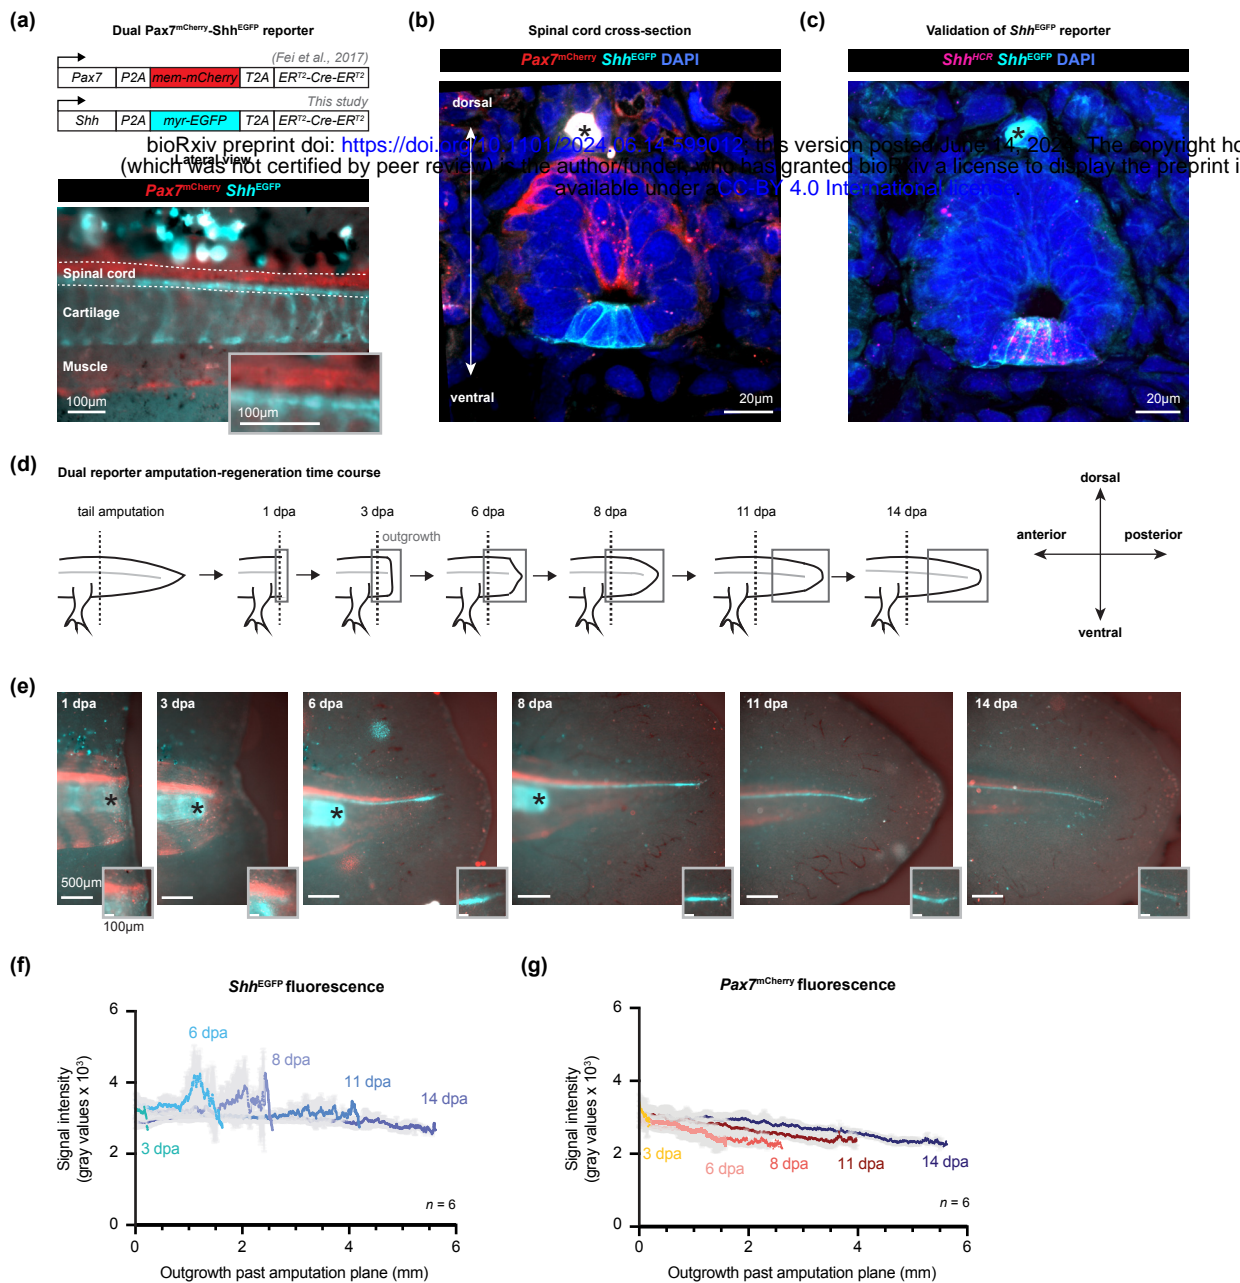 (a)
Dual Pax7mCherry-ShhEGFP reporter
(Fei et al., 2017)
Pax7 P2A mem-mCherry T2A ERT2-Cre-ERT2
This study
Shh P2A myr-EGFP T2A ERT2-Cre-ERT2
Lateral view
Pax7mCherry ShhEGFP
Spinal cord
Cartilage
Muscle
100µm
100µm
(b)
Spinal cord cross-section
Pax7mCherry ShhEGFP DAPI
dorsal
*
ventral
20µm
(c)
Validation of ShhEGFP reporter
ShhHCR ShhEGFP DAPI
*
20µm
bioRxiv preprint doi: https://doi.org/10.1101/2024.06.14.599012; this version posted June 14, 2024. The copyright ho
(which was not certified by peer review) is the author/funder, who has granted bioRxiv a license to display the preprint i
available under a CC-BY 4.0 International license.
(d)
Dual reporter amputation-regeneration time course
tail amputation
1 dpa
3 dpa
outgrowth
6 dpa
8 dpa
11 dpa
14 dpa
dorsal
anterior posterior
ventral
(e)
1 dpa
*
500µm
100µm
3 dpa
*
6 dpa
*
8 dpa
*
11 dpa
14 dpa
(f)
ShhEGFP fluorescence
Signal intensity
(gray values x 10³)
6
4
2
0
6 dpa
8 dpa
11 dpa
14 dpa
3 dpa
n = 6
0 2 4 6
Outgrowth past amputation plane (mm)
(g)
Pax7mCherry fluorescence
Signal intensity
(gray values x 10³)
6
4
2
0
3 dpa
6 dpa
8 dpa
11 dpa
14 dpa
n = 6
0 2 4 6
Outgrowth past amputation plane (mm)